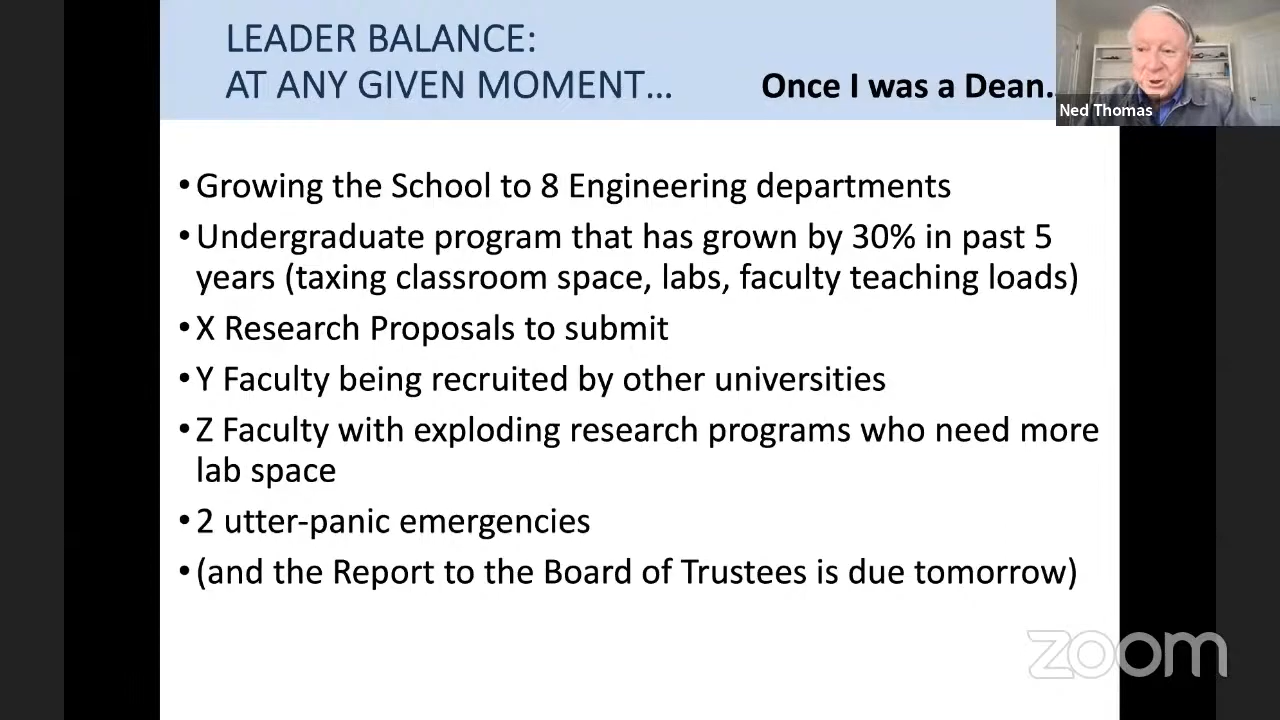 LEADER BALANCE:
AT ANY GIVEN MOMENT...
Once I was a Dean.
Ned Thomas
•Growing the School to 8 Engineering departments
•Undergraduate program that has grown by 30% in past 5
years (taxing classroom space, labs, faculty teaching loads)
•X Research Proposals to submit
•Y Faculty being recruited by other universities
•Z Faculty with exploding research programs who need more
lab space
•2 utter-panic emergencies
•(and the Report to the Board of Trustees is due tomorrow)
zoom